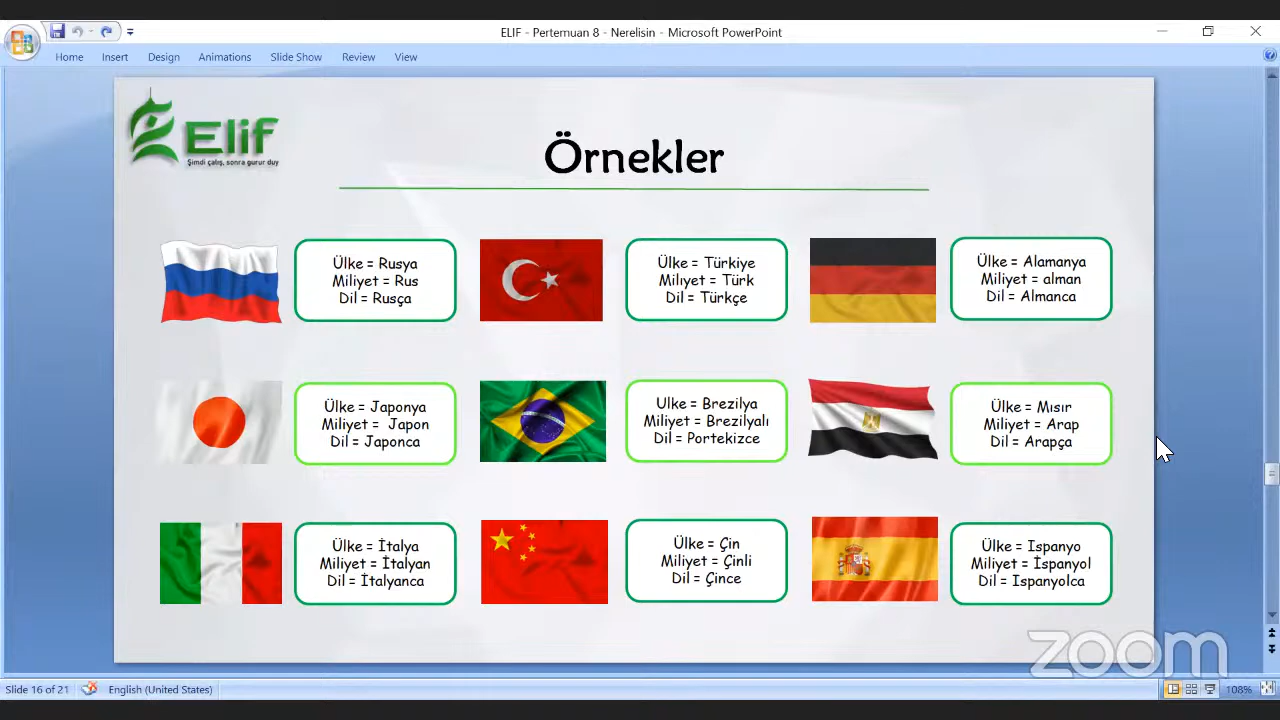 ELIF - Pertemuan 8 - Nerelisin - Microsoft PowerPoint
Home Insert Design Animations Slide Show Review View
Elif
Şimdi çalış, sonra gurur duy
Örnekler
Ülke = Rusya
Miliyet = Rus
Dil = Rusça
Ülke = Türkiye
Miliyet = Türk
Dil = Türkçe
Ülke = Alamanya
Miliyet = alman
Dil = Almanca
Ülke = Japonya
Miliyet = Japon
Dil = Japonca
Ulke = Brezilya
Miliyet = Brezilyalı
Dil = Portekizce
Ülke = Mısır
Miliyet = Arap
Dil = Arapça
Ülke = İtalya
Miliyet = İtalyan
Dil = İtalyanca
Ülke = Çin
Miliyet = Çinli
Dil = Çince
Ülke = Ispanyo
Miliyet = İspanyol
Dil = Ispanyolca
zoom
Slide 16 of 21 English (United States) 108%